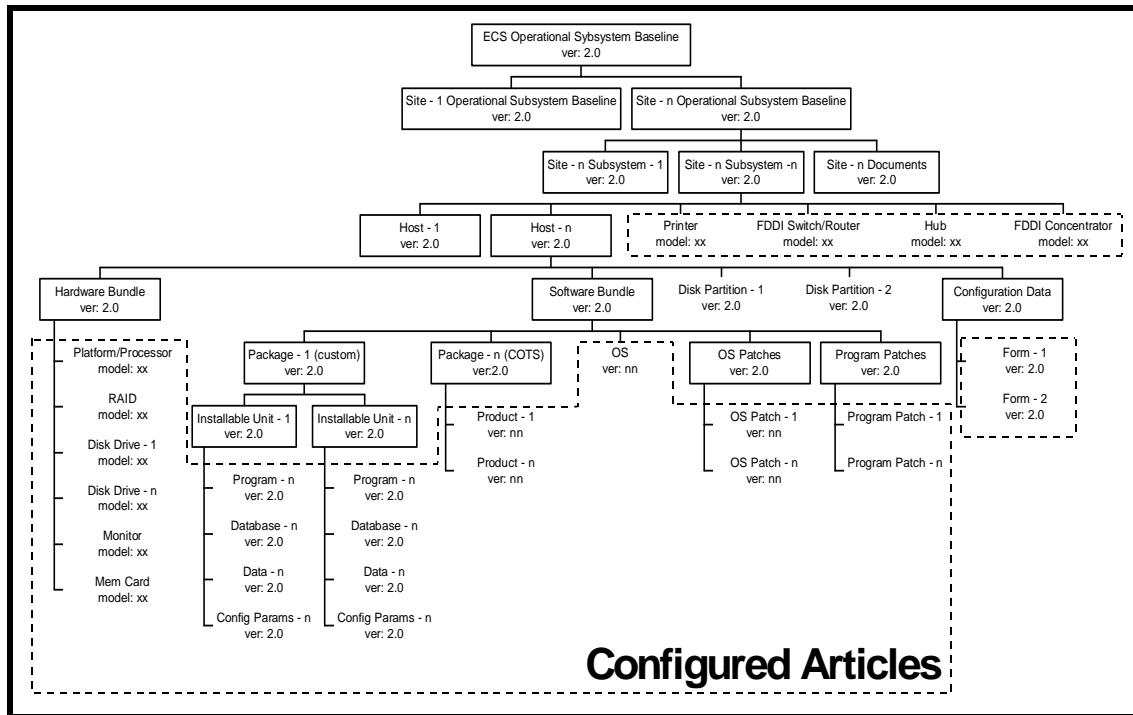 ECS Operational Sybsystem Baseline
ver: 2.0
Site - 1 Operational Subsystem Baseline
ver: 2.0
Site - n Operational Subsystem Baseline
ver: 2.0
Site - n Subsystem - 1
ver: 2.0
Site - n Subsystem -n
ver: 2.0
Site - n Documents
ver: 2.0
Host - 1
ver: 2.0
Host - n
ver: 2.0
Printer
model: xx
FDDI Switch/Router
model: xx
Hub
model: xx
FDDI Concentrator
model: xx
Hardware Bundle
ver: 2.0
Software Bundle
ver: 2.0
Disk Partition - 1
ver: 2.0
Disk Partition - 2
ver: 2.0
Configuration Data
ver: 2.0
Platform/Processor
model: xx
RAID
model: xx
Disk Drive - 1
model: xx
Disk Drive - n
model: xx
Monitor
model: xx
Mem Card
model: xx
Package - 1 (custom)
ver: 2.0
Package - n (COTS)
ver:2.0
OS
ver: nn
OS Patches
ver: 2.0
Program Patches
ver: 2.0
Form - 1
ver: 2.0
Form - 2
ver: 2.0
Installable Unit - 1
ver: 2.0
Installable Unit - n
ver: 2.0
Product - 1
ver: nn
Product - n
ver: nn
OS Patch - 1
ver: nn
OS Patch - n
ver: nn
Program Patch - 1
Program Patch - n
Program - n
ver: 2.0
Database - n
ver: 2.0
Data - n
ver: 2.0
Config Params - n
ver: 2.0
Program - n
ver: 2.0
Database - n
ver: 2.0
Data - n
ver: 2.0
Config Params - n
ver: 2.0
Configured Articles